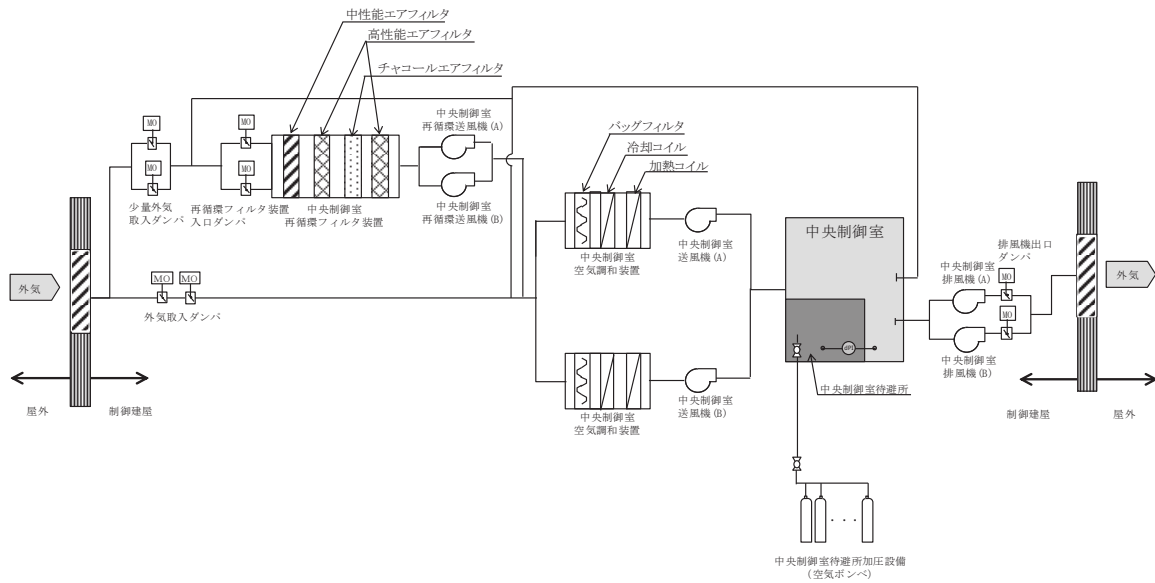 中性能エアフィルタ
高性能エアフィルタ
チャコールエアフィルタ
中央制御室
再循環送風機(A)
MO
MO
MO
MO
少量外気
取入ダンパ
再循環フィルタ装置
入口ダンパ
中央制御室
再循環フィルタ装置
中央制御室
再循環送風機(B)
バッグフィルタ
冷却コイル
加熱コイル
中央制御室
空気調和装置
中央制御室
送風機(A)
中央制御室
排風機出口
ダンパ
中央制御室
排風機(A)
MO
MO
外気
外気
MO
MO
外気取入ダンパ
dPI
中央制御室
排風機(B)
中央制御室待避所
中央制御室
空気調和装置
中央制御室
送風機(B)
屋外
制御建屋
制御建屋
屋外
・・・
中央制御室待避所加圧設備
(空気ボンベ)